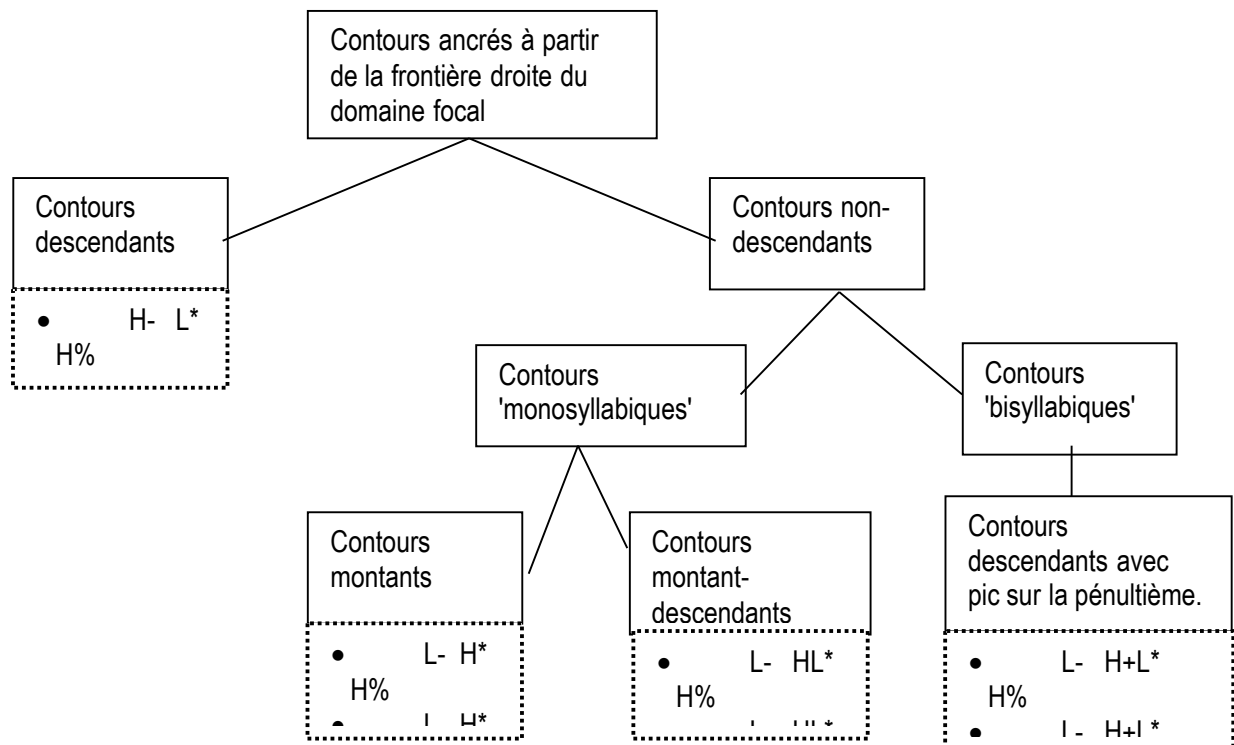 Contours ancrés à partir
de la frontière droite du
domaine focal
Contours
descendants
• H- L*
H%
Contours non-
descendants
Contours
'monosyllabiques'
Contours
'bisyllabiques'
Contours
montants
• L- H*
H%
• L- H*
Contours
montant-
descendants
• L- HL*
H%
L- HL*
Contours
descendants avec
pic sur la pénultième.
• L- H+L*
H%
• L- H+L*